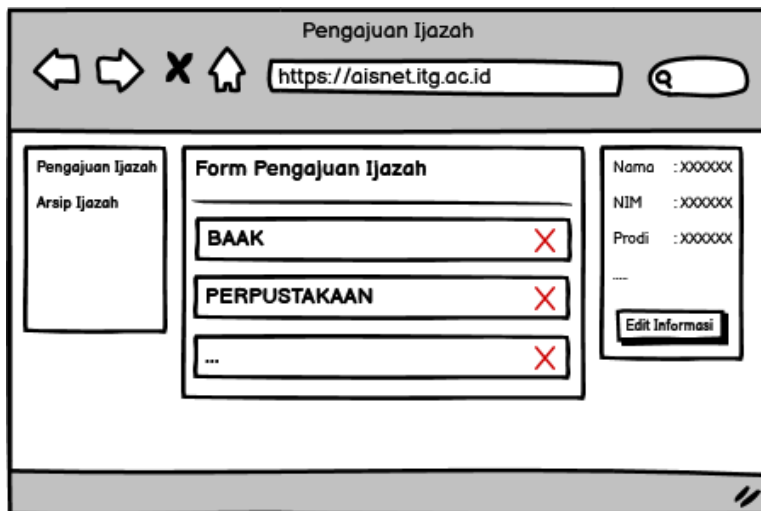 Pengajuan Ijazah
https://aisnet.itg.ac.id
Pengajuan Ijazah
Arsip Ijazah
Form Pengajuan Ijazah
BAAK
PERPUSTAKAAN
...
Nama : XXXXXX
NIM : XXXXXX
Prodi : XXXXXX
....
Edit Informasi